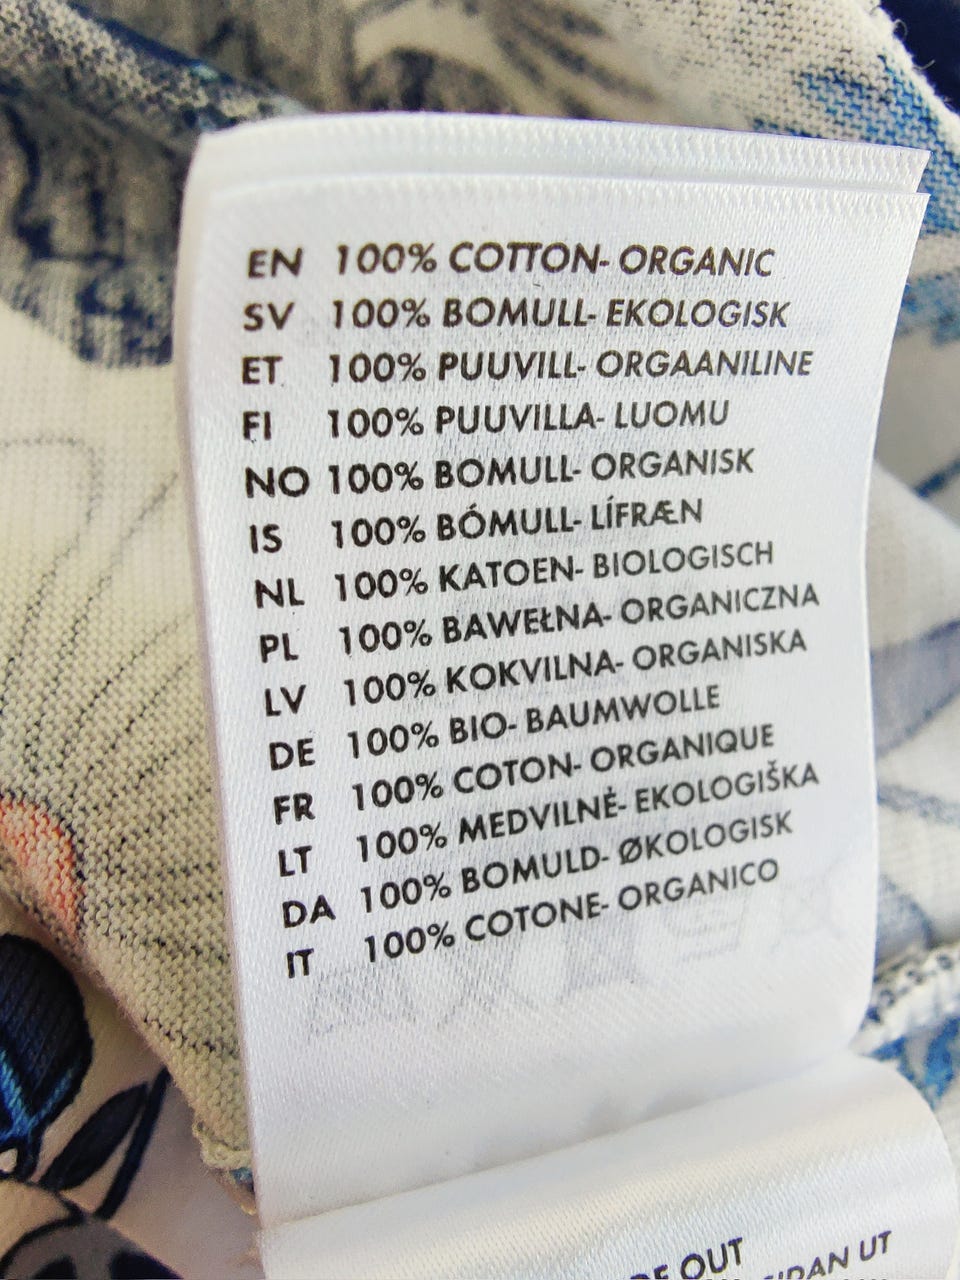 EN 100% COTTON- ORGANIC
SV 100% BOMULL- EKOLOGISK
ET 100% PUUVILL- ORGAANILINE
FI 100% PUUVILLA- LUOMU
NO 100% BOMULL- ORGANISK
IS 100% BÓMULL- LÍFRÆN
NL 100% KATOEN- BIOLOGISCH
PL 100% BAWEŁNA- ORGANICZNA
LV 100% KOKVILNA- ORGANISKA
DE 100% BIO- BAUMWOLLE
FR 100% COTON- ORGANIQUE
LT 100% MEDVILNĖ- EKOLOGIŠKA
DA 100% BOMULD- ØKOLOGISK
IT 100% COTONE- ORGANICO
OUT
UT